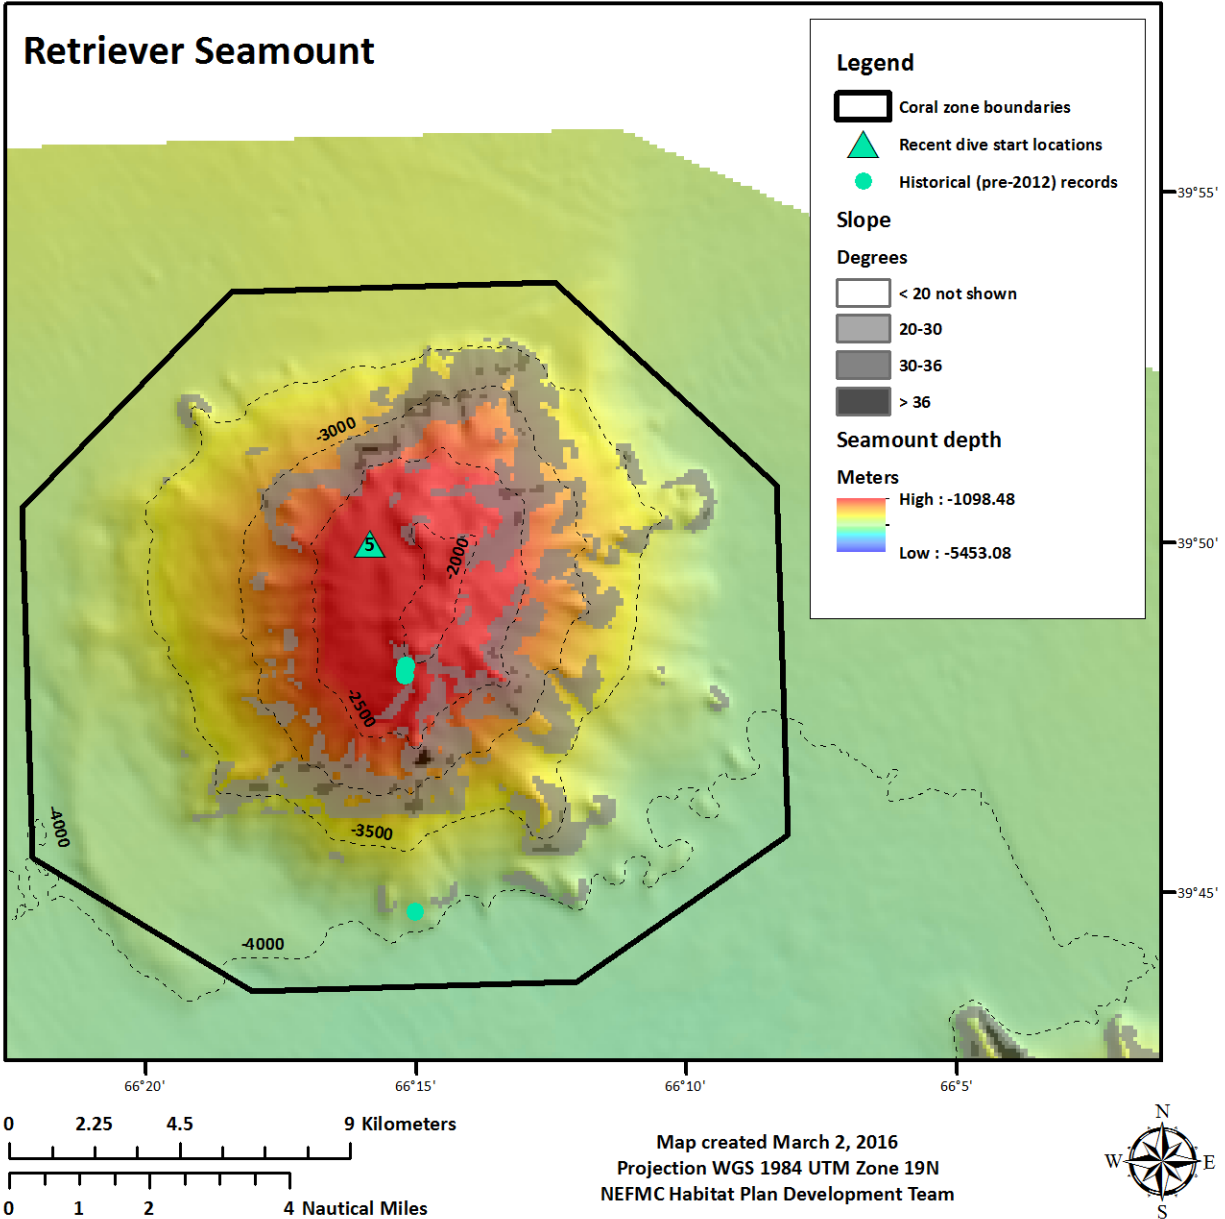 Retriever Seamount
Legend
Coral zone boundaries
Recent dive start locations
Historical (pre-2012) records
Slope
Degrees
< 20 not shown
20-30
30-36
> 36
Seamount depth
Meters
High : -1098.48
Low : -5453.08
39°55'
39°50'
39°45'
-3000
5
-2000
-2500
-3500
-4000
-4000
66°20'
66°15'
66°10'
66°5'
0 2.25 4.5 9 Kilometers
0 1 2 4 Nautical Miles
Map created March 2, 2016
Projection WGS 1984 UTM Zone 19N
NEFMC Habitat Plan Development Team
N
W E
S